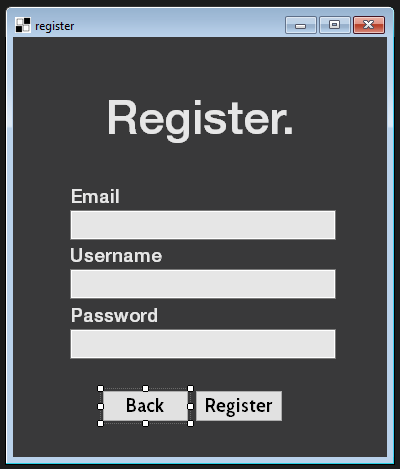 register
Register.
Email
Username
Password
Back Register